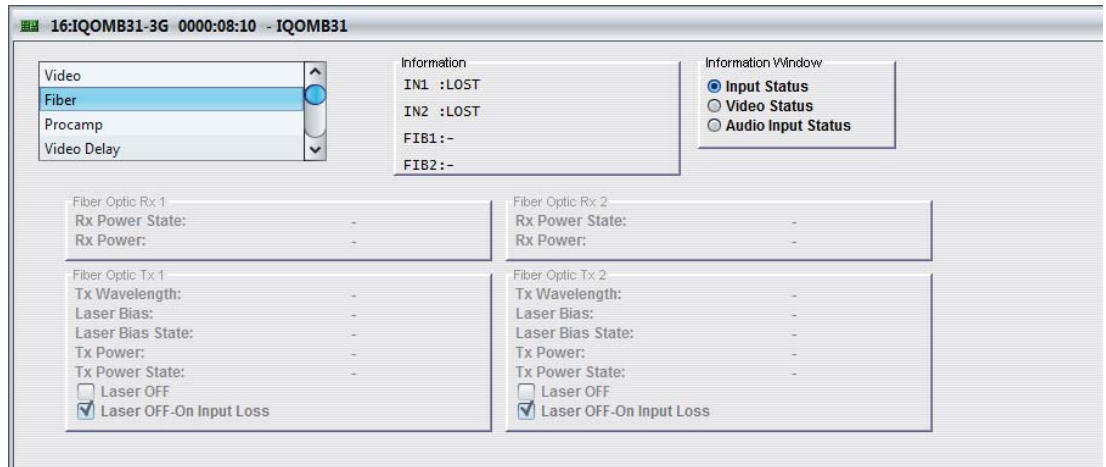 16:IQOMB31-3G 0000:08:10 - IQOMB31
Video
Fiber
Procamp
Video Delay
Information
IN1 :LOST
IN2 :LOST
FIB1:-
FIB2:-
Information Window
Input Status
Video Status
Audio Input Status
Fiber Optic Rx 1
Rx Power State: -
Rx Power: -
Fiber Optic Rx 2
Rx Power State: -
Rx Power: -
Fiber Optic Tx 1
Tx Wavelength: -
Laser Bias: -
Laser Bias State: -
Tx Power: -
Tx Power State: -
Laser OFF
Laser OFF-On Input Loss
Fiber Optic Tx 2
Tx Wavelength: -
Laser Bias: -
Laser Bias State: -
Tx Power: -
Tx Power State: -
Laser OFF
Laser OFF-On Input Loss